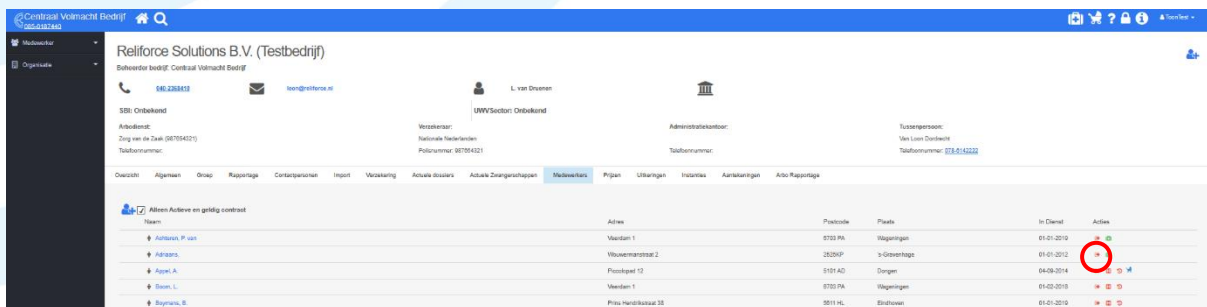 Centraal Volmacht Bedrijf
085-0187440
ToonTest
Medewerker
Organisatie
Reliforce Solutions B.V. (Testbedrijf)
Beheerder bedrijf: Centraal Volmacht Bedrijf
040-2368410 loon@reliforce.nl L. van Drunen
SBI: Onbekend UWVSector: Onbekend
Arbodienst: Verzekeraar: Administratiekantoor: Tussenpersoon:
Zorg van de Zaak (987654321) Nationale Nederlanden Van Loon Dordrecht
Telefoonnummer: Polisnummer: 987654321 Telefoonnummer: Telefoonnummer: 078-6142222
Overzicht Algemeen Groep Rapportage Contactpersonen Import Verzekering Actuele dossiers Actuele Zwangerschappen Medewerkers Prijzen Uitkeringen Instanties Aantekeningen Arbo Rapportage
Alleen Actieve en geldig contract
Naam Adres Postcode Plaats In Dienst Acties
P. van Veerdam 1 6703 PA Wageningen 01-01-2019
Adriaans, Wouwermanstraat 2 2626KP 's-Gravenhage 01-01-2012
Appel, A. Piccolopad 12 5101 AD Dongen 04-09-2014
Boom, L. Veerdam 1 6703 PA Wageningen 01-02-2018
Boymans, B. Prins Hendrikstraat 38 5611 HL Eindhoven 01-01-2019